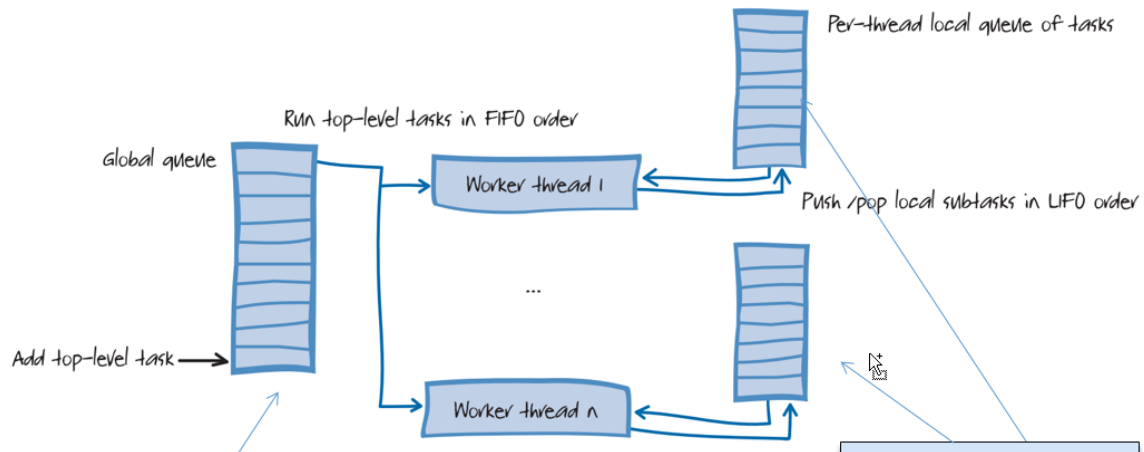 Per-thread local queue of tasks
Run top-level tasks in FIFO order
Global queue
Worker thread 1
Push/pop local subtasks in LIFO order
...
Add top-level task
Worker thread n